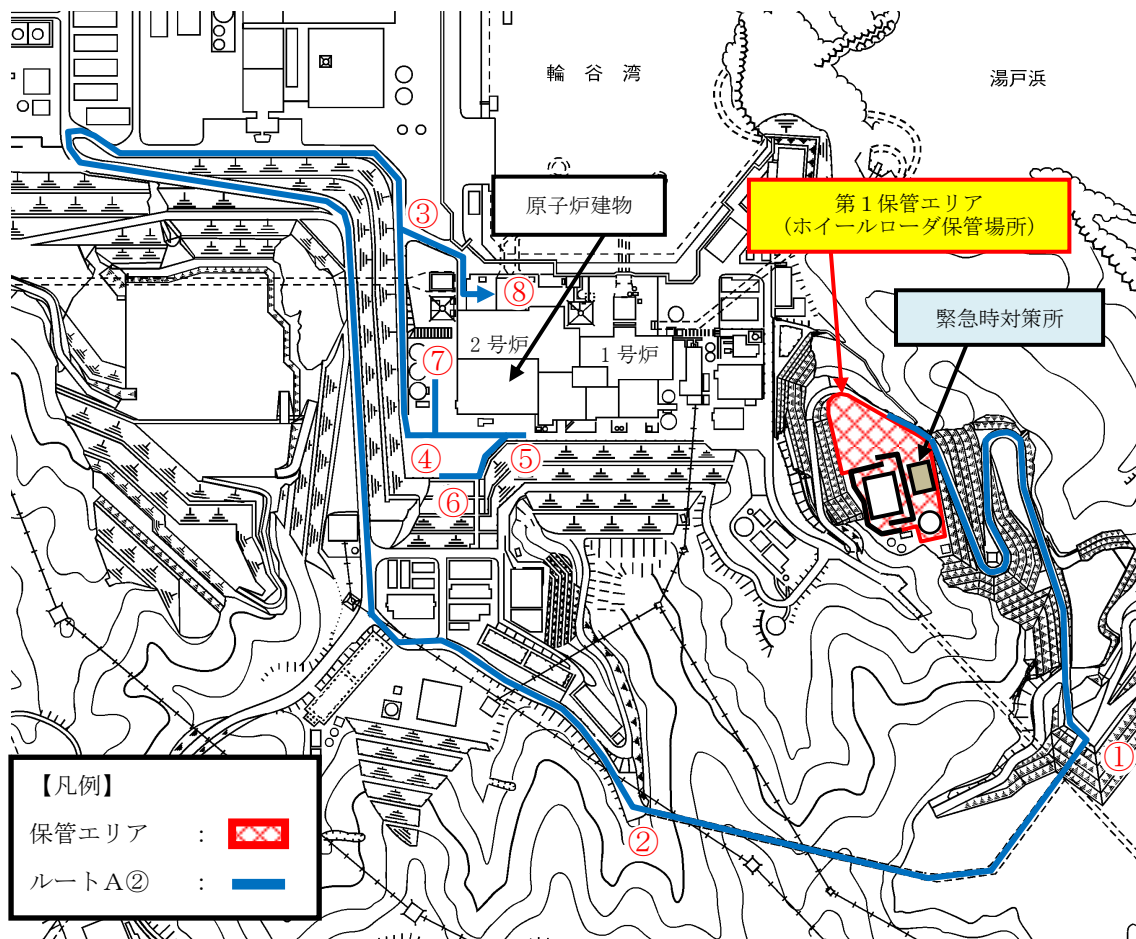 輪谷湾
湯戸浜
原子炉建物
第1保管エリア
(ホイールローダ保管場所)
緊急時対策所
③
⑧
2号炉
1号炉
⑦
④
⑤
⑥
①
②
【凡例】
保管エリア :
ルートA② :